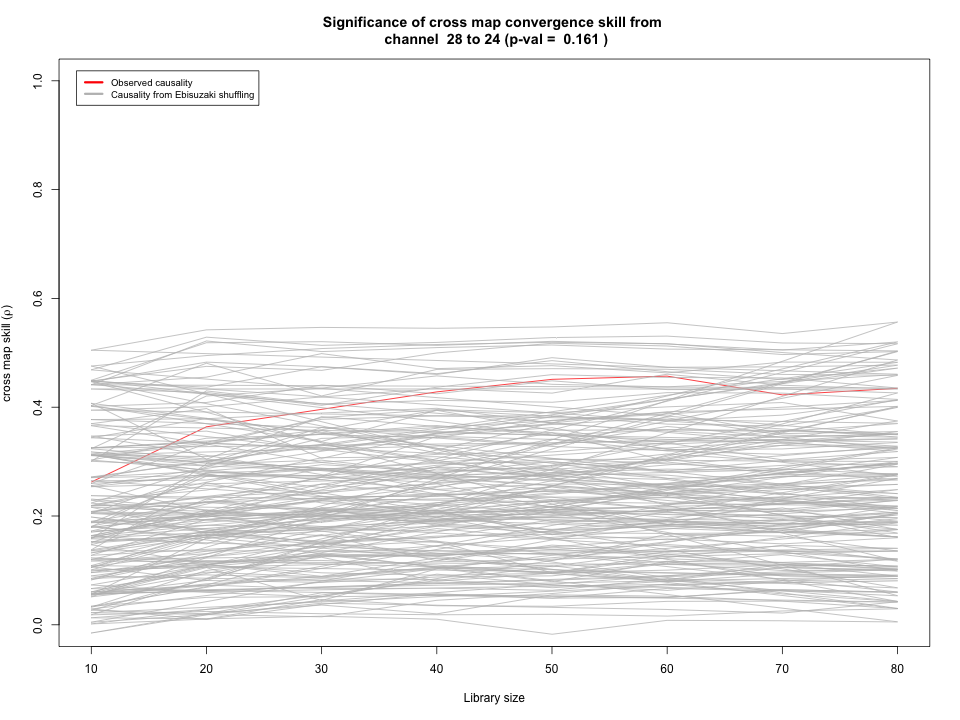 Significance of cross map convergence skill from
channel  28 to 24 (p-val =  0.161 )
Observed causality
Causality from Ebisuzaki shuffling
1.0
0.8
0.6
0.4
0.2
0.0
cross map skill (ρ)
10 20 30 40 50 60 70 80
Library size